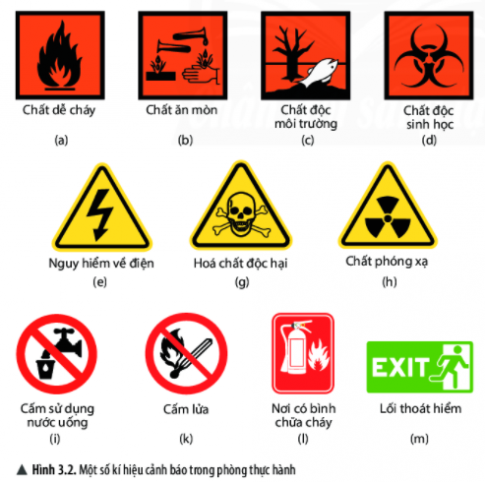 Chất dễ cháy Chất ăn mòn Chất độc môi trường Chất độc sinh học
(a) (b) (c) (d)
Nguy hiểm về điện Hoá chất độc hại Chất phóng xạ
(e) (g) (h)
EXIT
Cấm sử dụng nước uống Cấm lửa Nơi có bình chữa cháy Lối thoát hiểm
(i) (k) (l) (m)
▲ Hình 3.2. Một số kí hiệu cảnh báo trong phòng thực hành